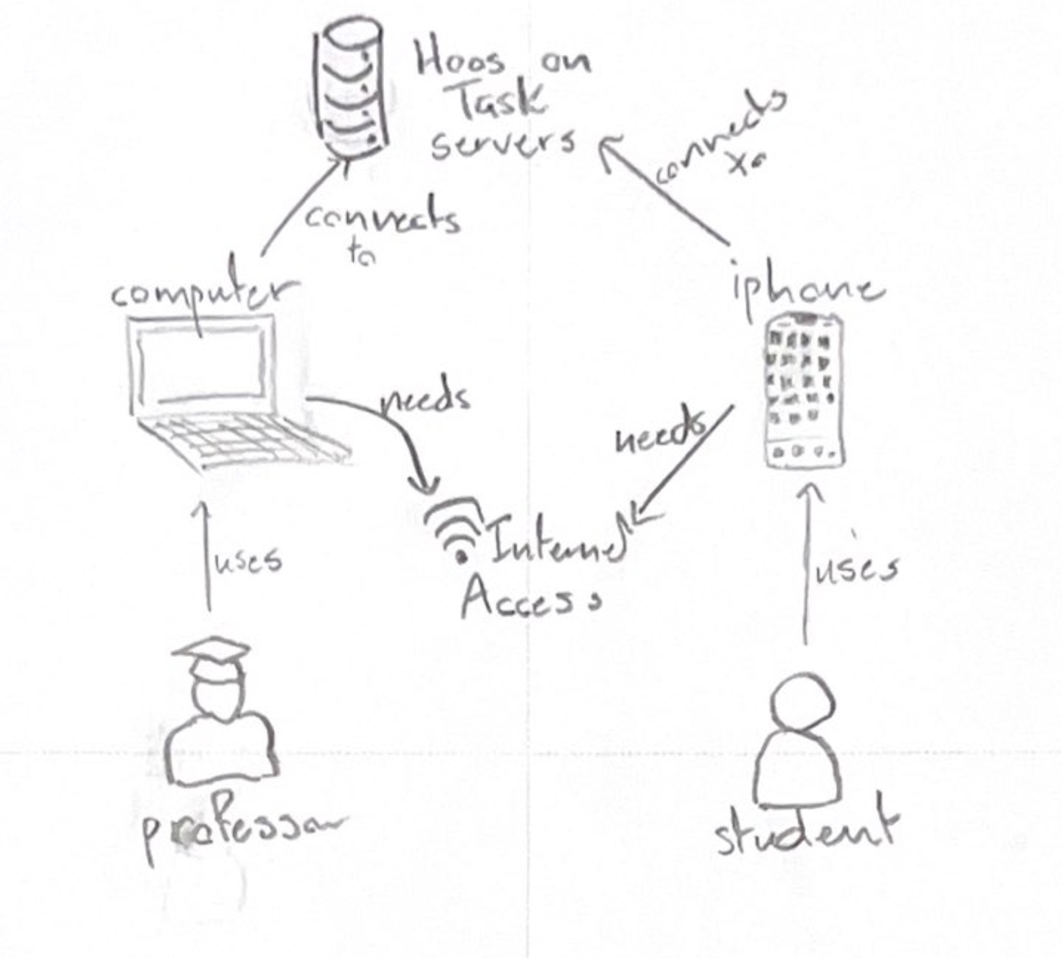 Hoos on
Task
servers
connects
to
connects
to
computer
iphone
needs
needs
Internet
Access
uses
uses
professor
student